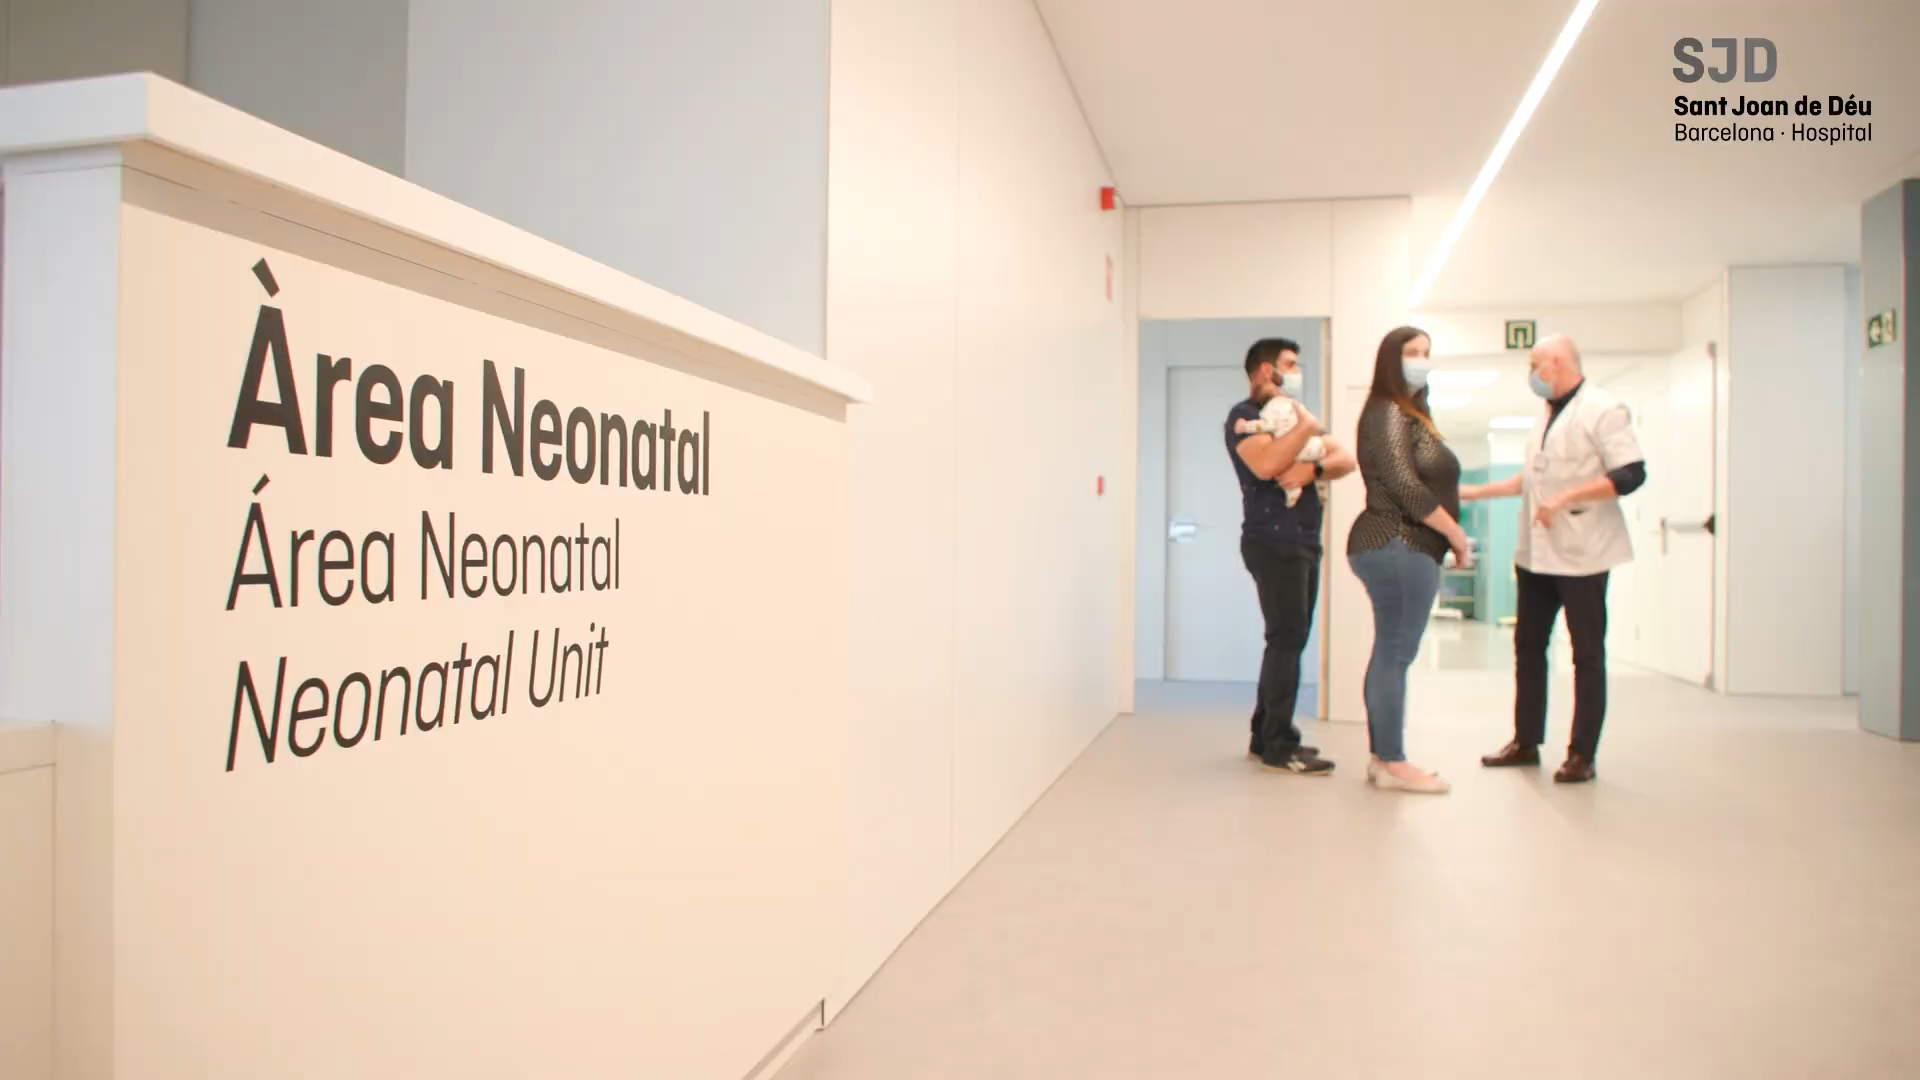 Àrea Neonatal
Área Neonatal
Neonatal Unit
SJD
Sant Joan de Déu
Barcelona · Hospital